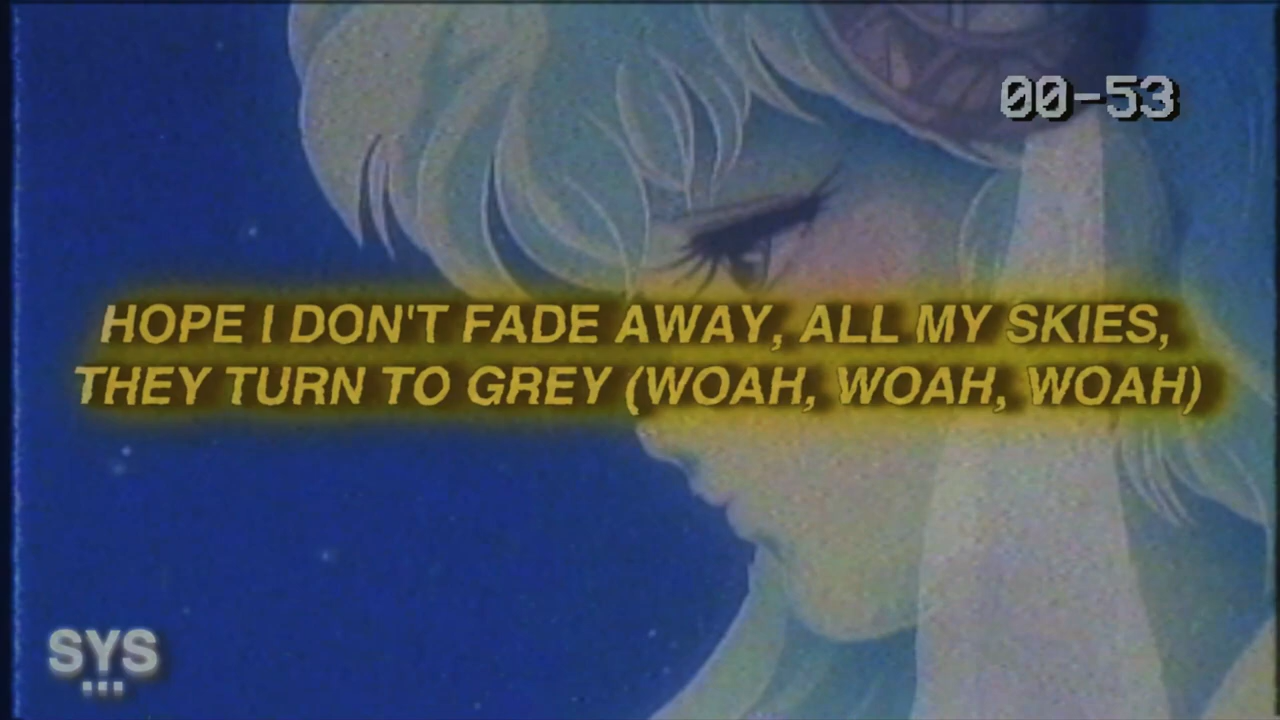 00-53
HOPE I DON'T FADE AWAY, ALL MY SKIES,
THEY TURN TO GREY (WOAH, WOAH, WOAH)
SYS
...